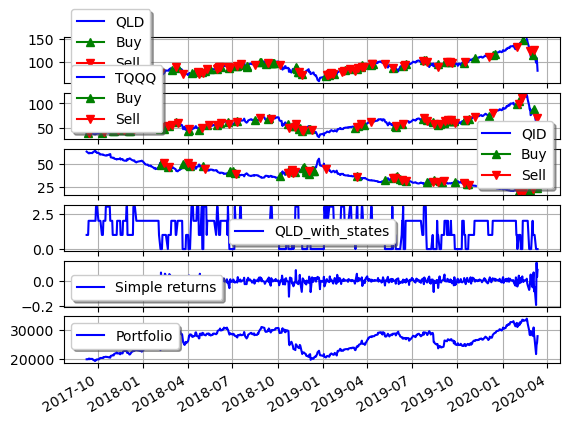 150
100
QLD
Buy
Sell
100
50
TQQQ
Buy
Sell
50
25
QID
Buy
Sell
2.5
0.0
QLD_with_states
0.0
−0.2
Simple returns
30000
20000
Portfolio
2017-10
2018-01
2018-04
2018-07
2018-10
2019-01
2019-04
2019-07
2019-10
2020-01
2020-04